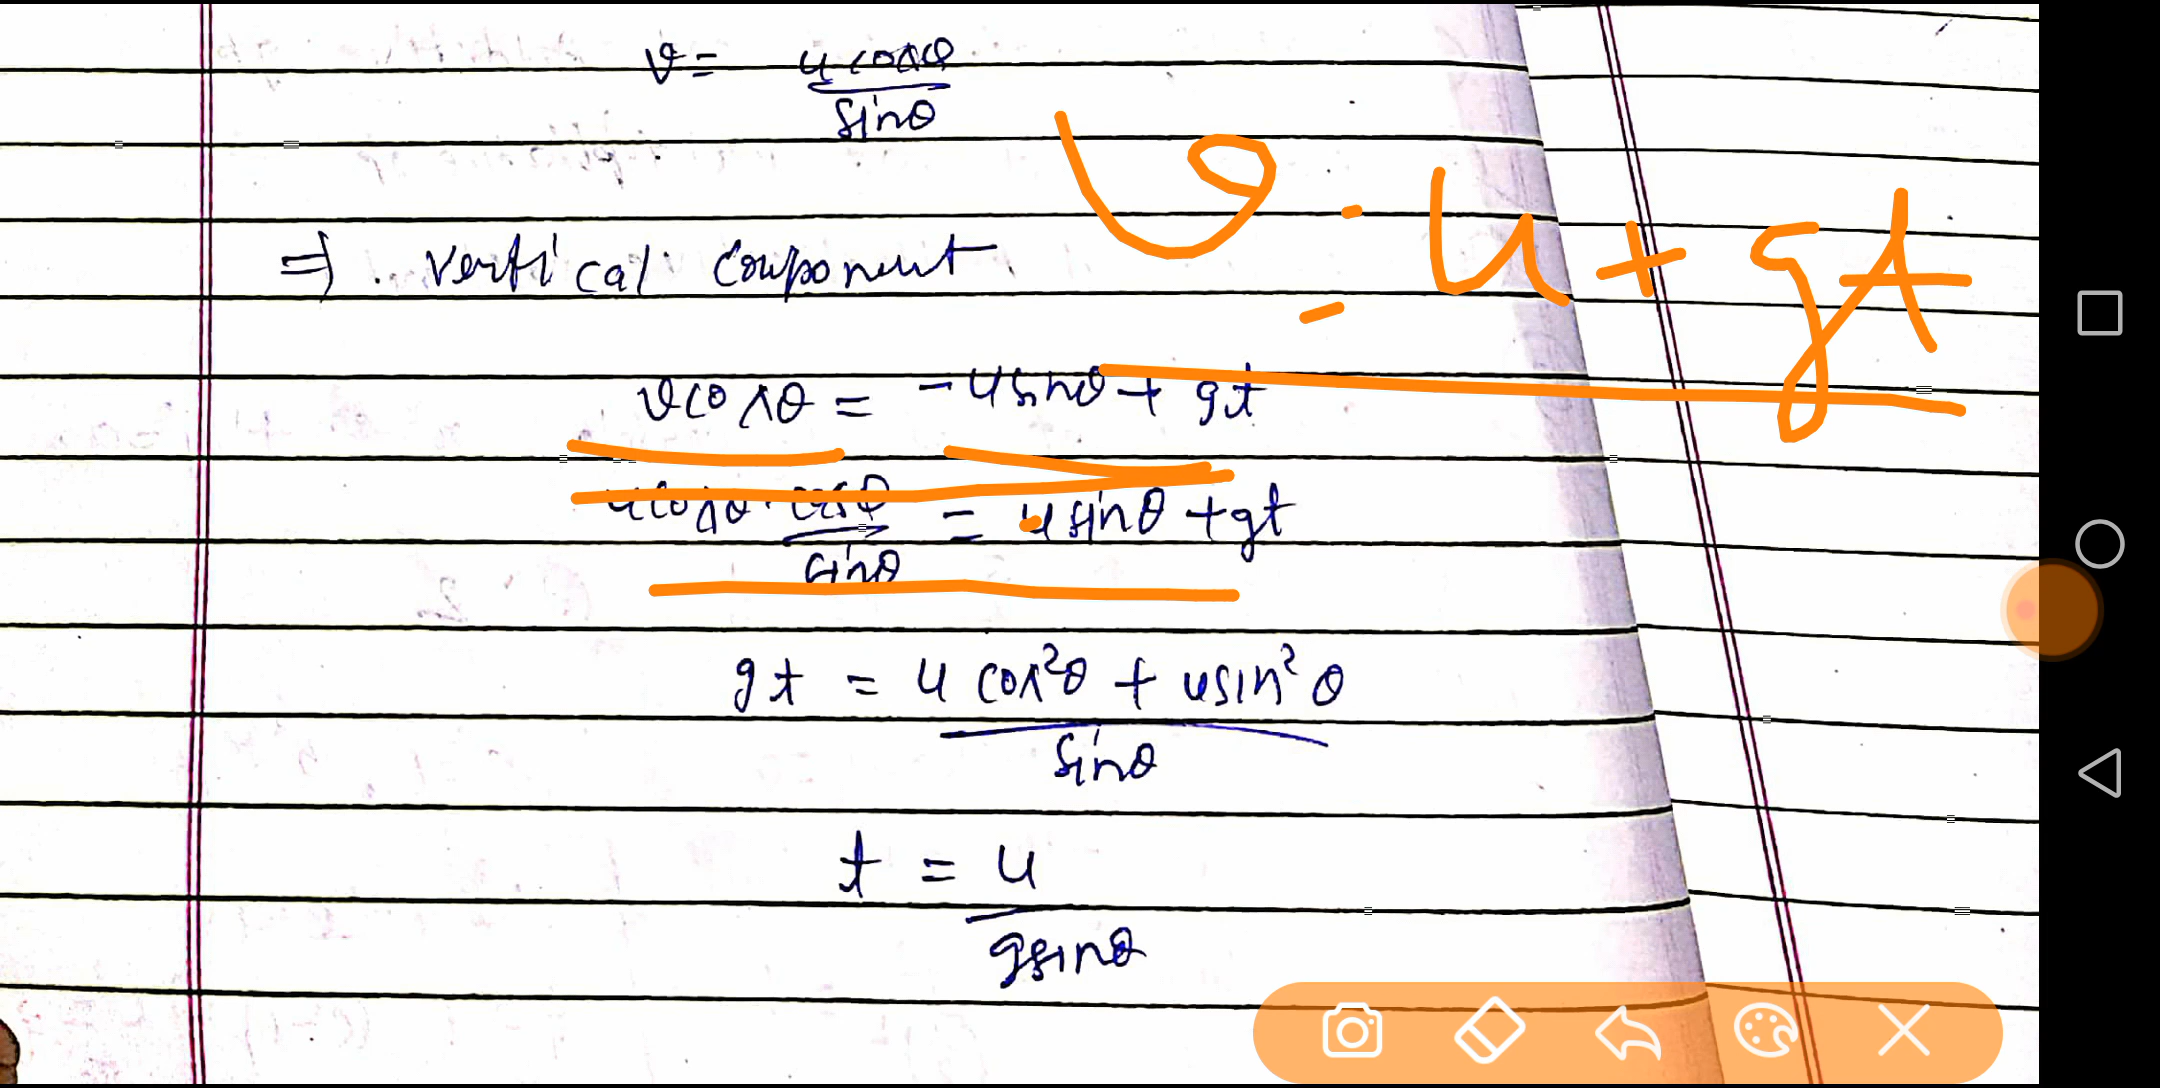 v = u cosθ / sinθ
v = u + gt
⇒ vertical component
v cosθ = - u sinθ + gt
u cosθ · cosθ / sinθ = u sinθ + gt
gt = u cos²θ + u sin²θ / sinθ
t = u / g sinθ